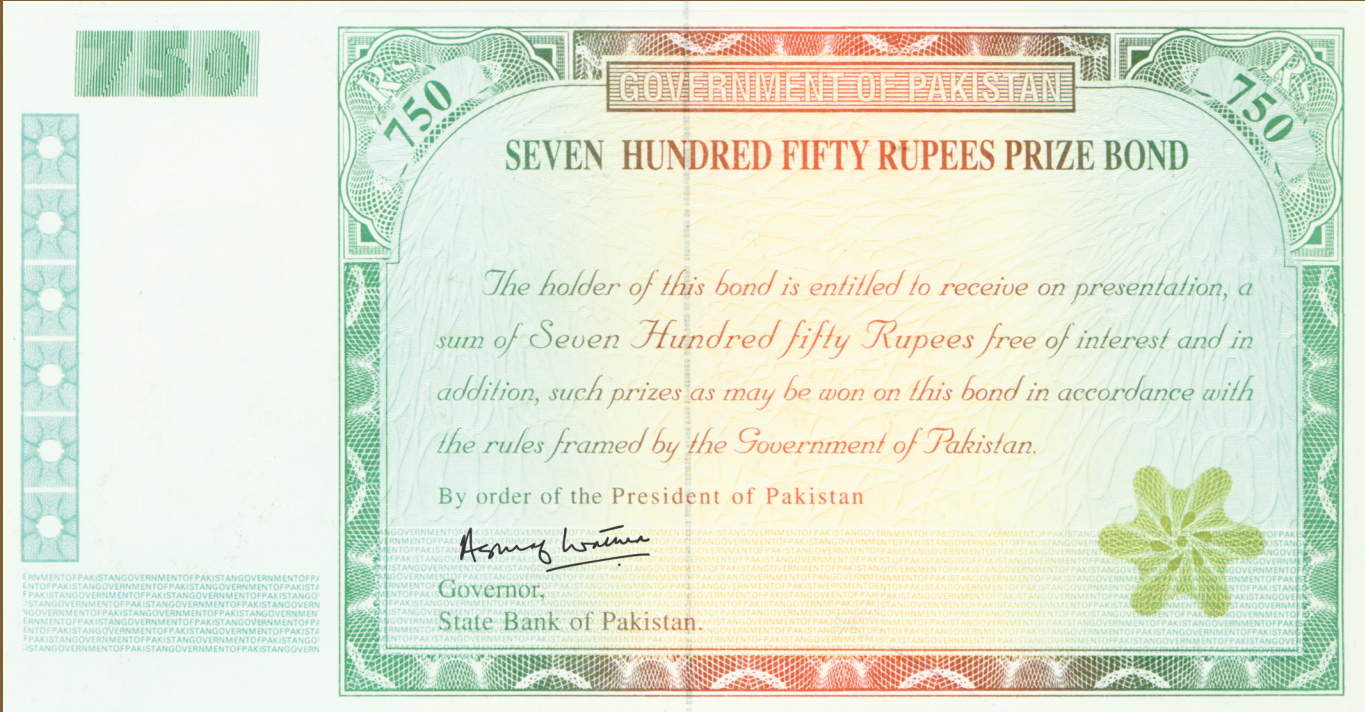 750
RS
750
GOVERNMENT OF PAKISTAN
RS
750
SEVEN HUNDRED FIFTY RUPEES PRIZE BOND
The holder of this bond is entitled to receive on presentation, a
sum of Seven Hundred fifty Rupees free of interest and in
addition, such prizes as may be won on this bond in accordance with
the rules framed by the Government of Pakistan.
By order of the President of Pakistan
Governor,
State Bank of Pakistan.
ERNMENTOFPAKISTANGOVERNMENTOFPAKISTANGOVERNMENTOFPA